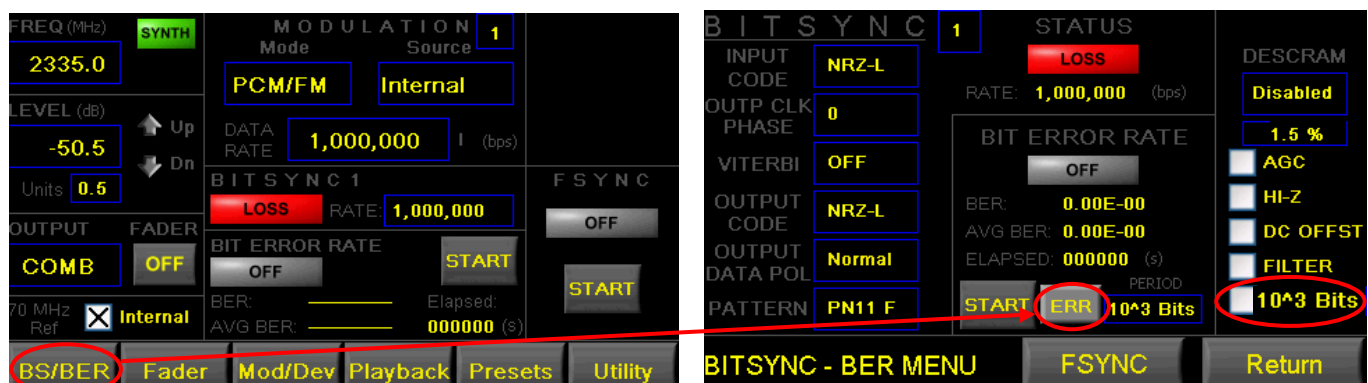 FREQ (MHz)
SYNTH
2335.0
LEVEL (dB)
-50.5
Up
Dn
Units 0.5
OUTPUT
FADER
COMB
OFF
70 MHz
Ref
Internal
MODULATION 1
Mode
Source
PCM/FM
Internal
DATA
RATE
1,000,000 I (bps)
BITSYNC 1
LOSS RATE: 1,000,000
BIT ERROR RATE
OFF
START
BER:
Elapsed:
AVG BER:
000000 (s)
FSYNC
OFF
START
BS/BER Fader Mod/Dev Playback Presets Utility
BITSYNC 1
INPUT
CODE
NRZ-L
OUTP CLK
PHASE
0
VITERBI
OFF
OUTPUT
CODE
NRZ-L
OUTPUT
DATA POL
Normal
PATTERN
PN11 F
STATUS
LOSS
RATE: 1,000,000 (bps)
BIT ERROR RATE
OFF
BER: 0.00E-00
AVG BER: 0.00E-00
ELAPSED: 000000 (s)
PERIOD
START ERR 10^3 Bits
DESCRAM
Disabled
1.5 %
AGC
HI-Z
DC OFFST
FILTER
10^3 Bits
BITSYNC - BER MENU FSYNC Return